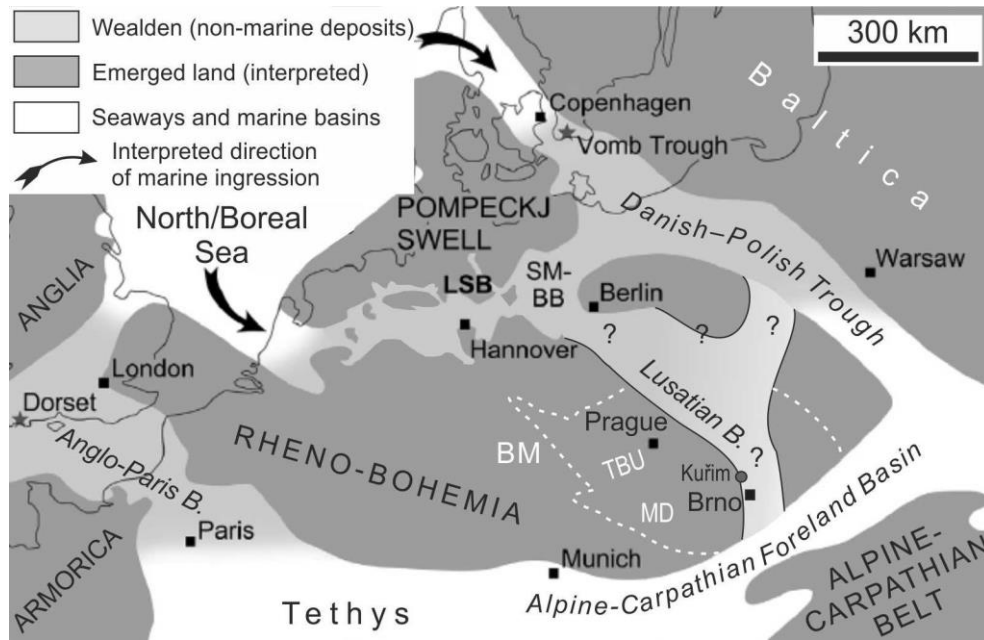 Wealden (non-marine deposits)
Emerged land (interpreted)
Seaways and marine basins
Interpreted direction
of marine ingression
300 km
Baltica
Copenhagen
Vomb Trough
North/Boreal
Sea
POMPECKJ
SWELL
Danish–Polish Trough
Warsaw
ANGLIA
LSB
SM-
BB
Berlin
?
?
?
Hannover
London
Dorset
Lusatian B.
Anglo-Paris B.
RHENO-BOHEMIA
Prague
BM
TBU
?
Kuřim
Brno
MD
Paris
ARMORICA
Munich
Alpine-Carpathian Foreland Basin
ALPINE-
CARPATHIAN
BELT
Tethys